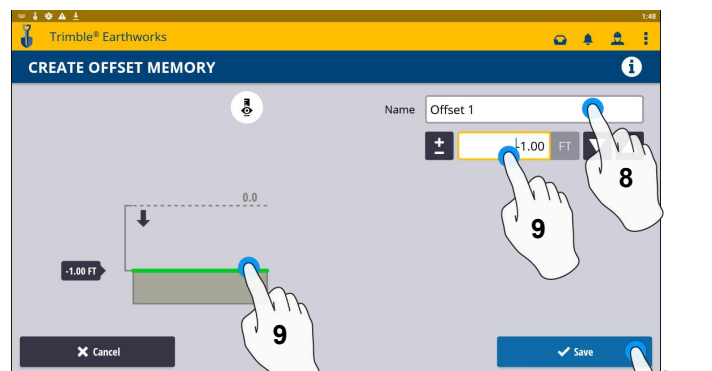 1:48
Trimble® Earthworks
CREATE OFFSET MEMORY
Name Offset 1
-1.00 FT
8
0.0
9
-1.00 FT
9
Cancel
Save